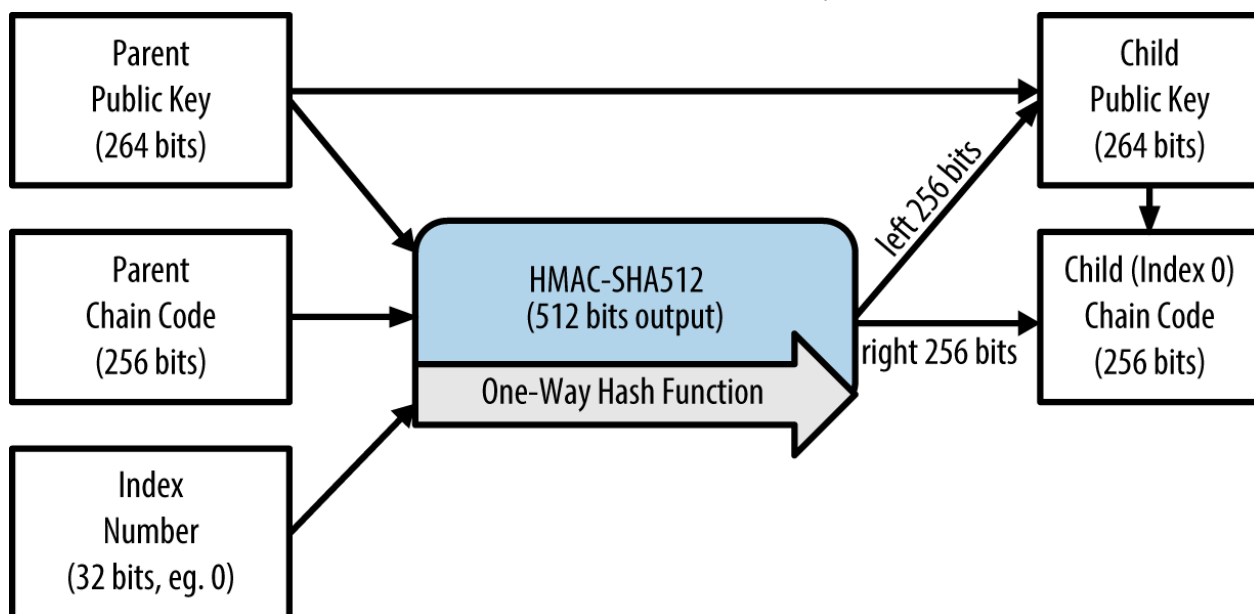 Parent
Public Key
(264 bits)
Child
Public Key
(264 bits)
left 256 bits
Parent
Chain Code
(256 bits)
HMAC-SHA512
(512 bits output)
One-Way Hash Function
right 256 bits
Child (Index 0)
Chain Code
(256 bits)
Index
Number
(32 bits, eg. 0)